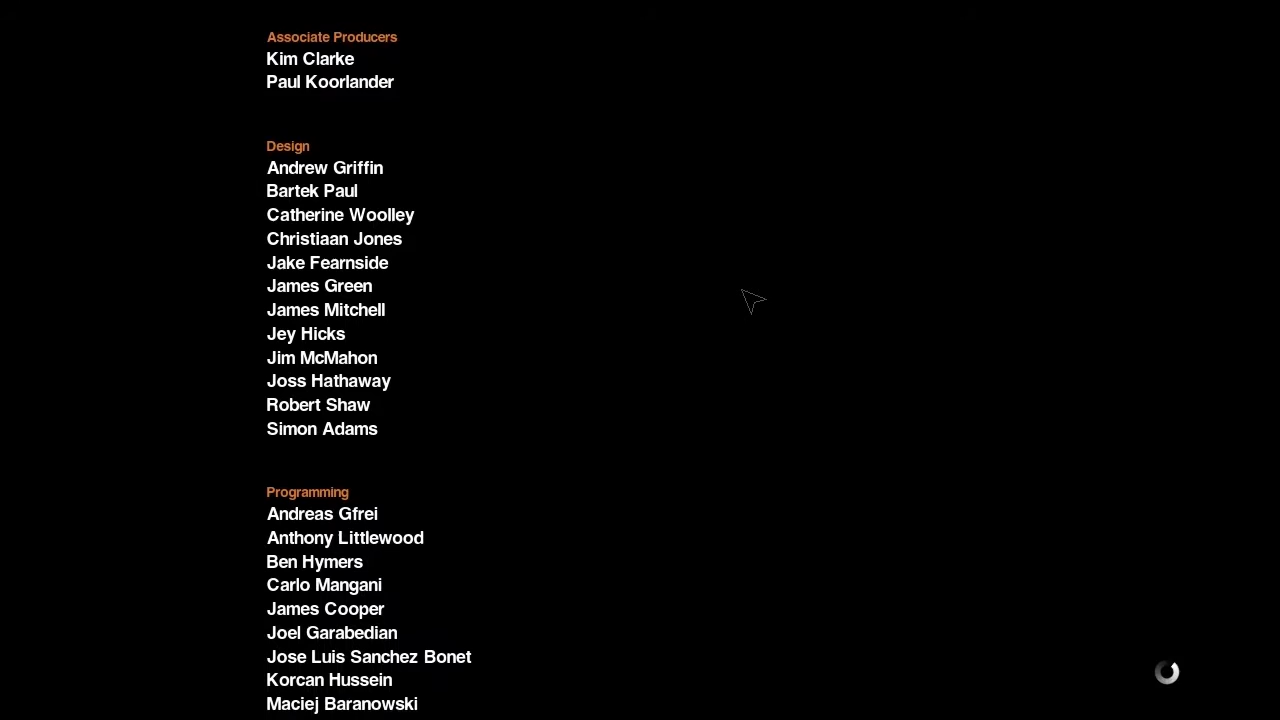 Associate Producers
Kim Clarke
Paul Koorlander
Design
Andrew Griffin
Bartek Paul
Catherine Woolley
Christiaan Jones
Jake Fearnside
James Green
James Mitchell
Jey Hicks
Jim McMahon
Joss Hathaway
Robert Shaw
Simon Adams
Programming
Andreas Gfrei
Anthony Littlewood
Ben Hymers
Carlo Mangani
James Cooper
Joel Garabedian
Jose Luis Sanchez Bonet
Korcan Hussein
Maciej Baranowski